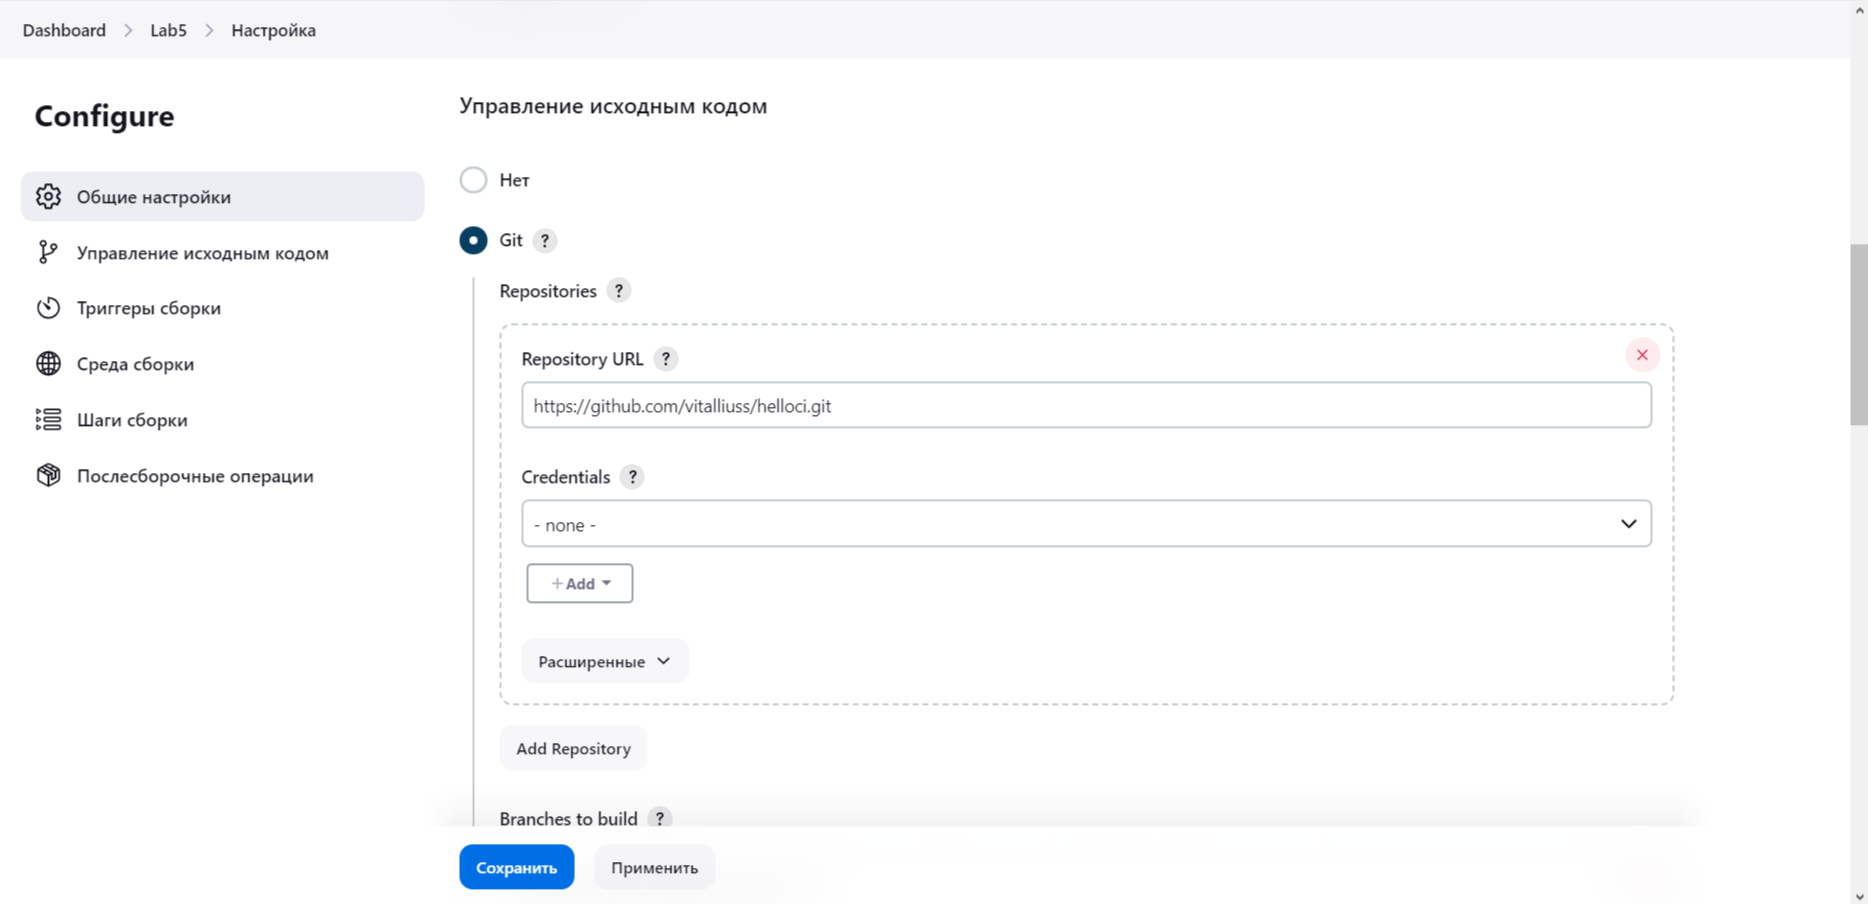 Dashboard > Lab5 > Настройка
Configure
Общие настройки
Управление исходным кодом
Триггеры сборки
Среда сборки
Шаги сборки
Послесборочные операции
Управление исходным кодом
Нет
Git ?
Repositories ?
Repository URL ?
https://github.com/vitalliuss/helloci.git
Credentials ?
- none -
+ Add
Расширенные
Add Repository
Branches to build ?
Сохранить
Применить